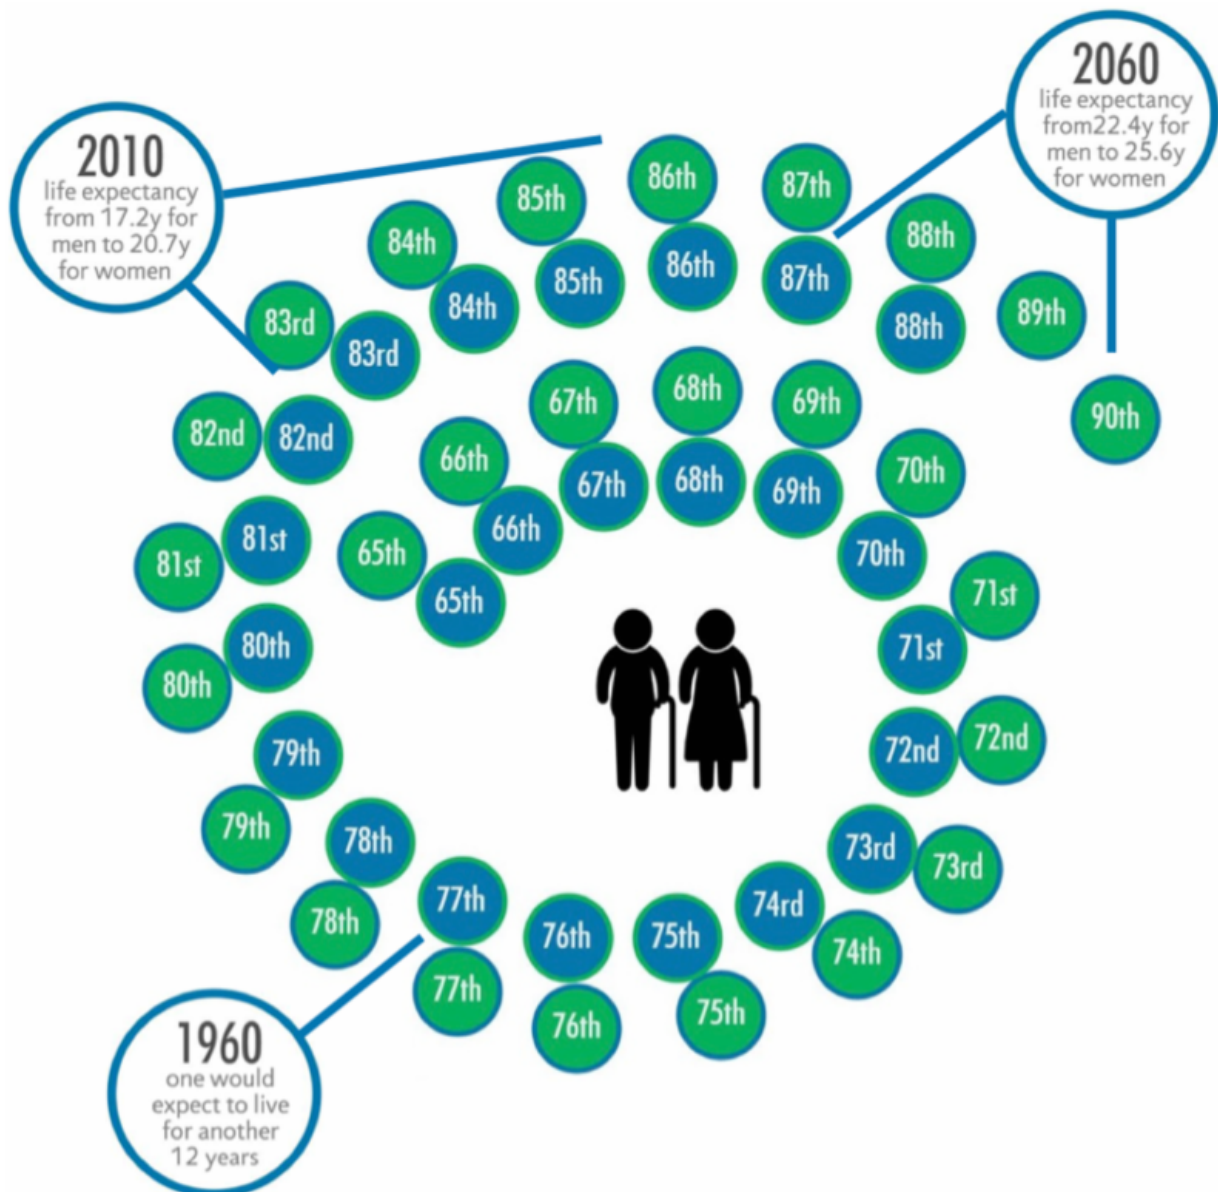 2060
life expectancy
from22.4y for
men to 25.6y
for women
2010
life expectancy
from 17.2y for
men to 20.7y
for women
86th
87th
85th
88th
84th
86th
85th
87th
89th
84th
83rd
88th
83rd
68th
67th
69th
90th
82nd
82nd
66th
70th
68th
67th
69th
81st
66th
81st
65th
70th
71st
65th
80th
71st
80th
79th
72nd
72nd
79th
78th
73rd
73rd
77th
74rd
78th
76th
75th
74th
77th
75th
76th
1960
one would
expect to live
for another
12 years